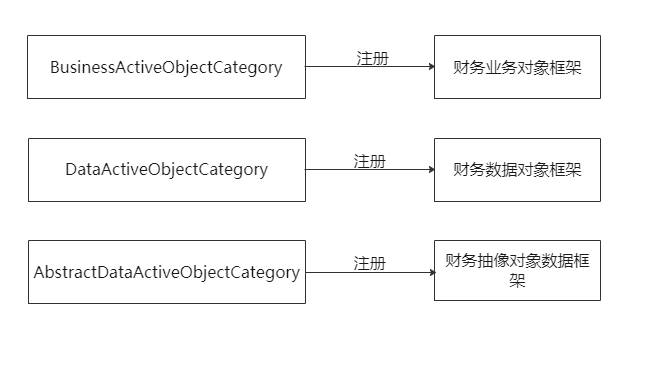 BusinessActiveObjectCategory
注册
财务业务对象框架
DataActiveObjectCategory
注册
财务数据对象框架
AbstractDataActiveObjectCategory
注册
财务抽像对象数据框
架